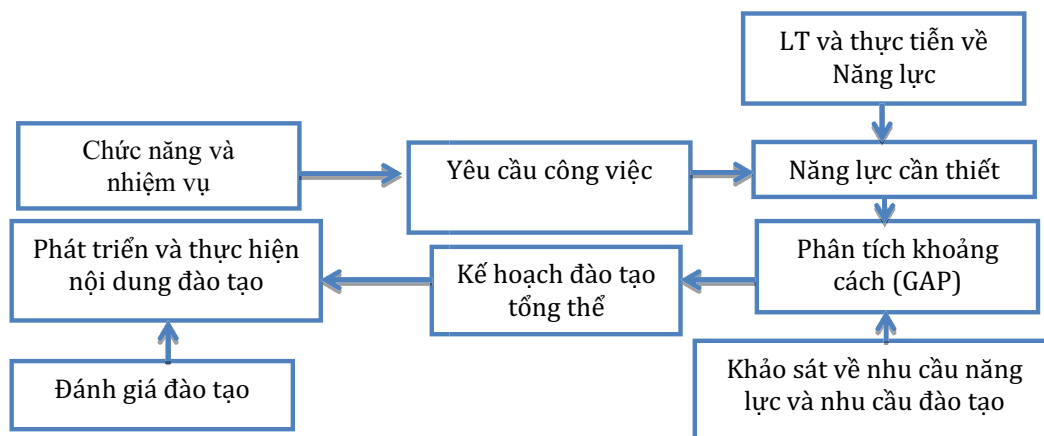 LT và thực tiễn về
Năng lực
Chức năng và
nhiệm vụ
Yêu cầu công việc
Năng lực cần thiết
Phát triển và thực hiện
nội dung đào tạo
Kế hoạch đào tạo
tổng thể
Phân tích khoảng
cách (GAP)
Đánh giá đào tạo
Khảo sát về nhu cầu năng
lực và nhu cầu đào tạo